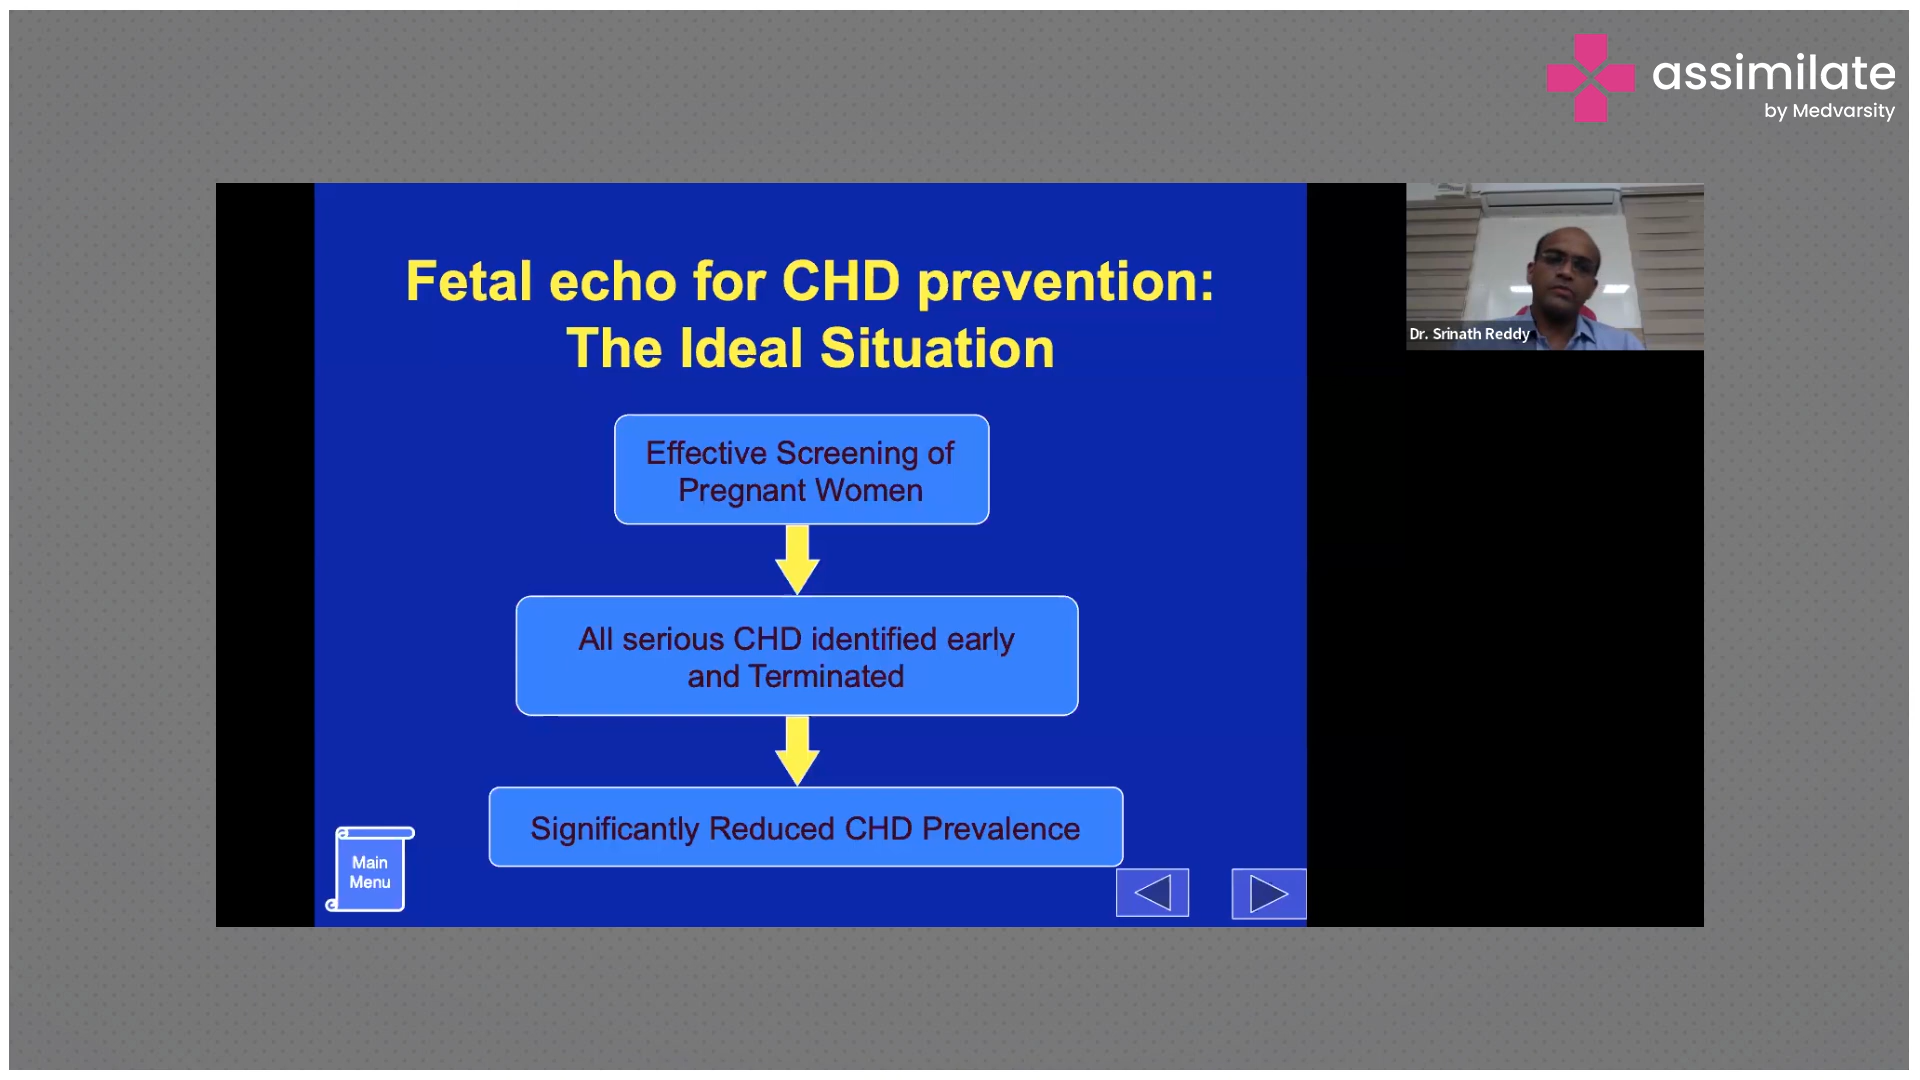 assimilate
by Medvarsity
Fetal echo for CHD prevention:
The Ideal Situation
Dr. Srinath Reddy
Effective Screening of
Pregnant Women
All serious CHD identified early
and Terminated
Significantly Reduced CHD Prevalence
Main
Menu